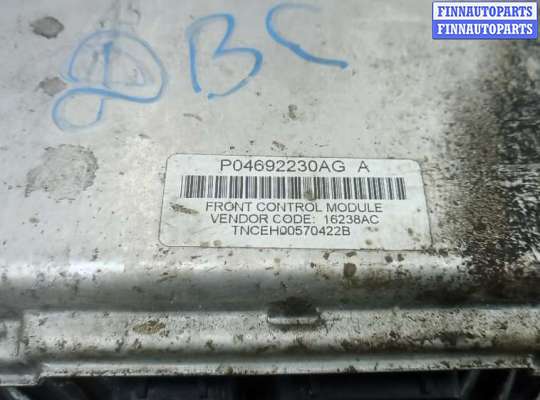 FINNAUTOPARTS
FINNAUTOPARTS
D B C
P04692230AG A
FRONT CONTROL MODULE
VENDOR CODE: 16238AC
TNCEH00570422B